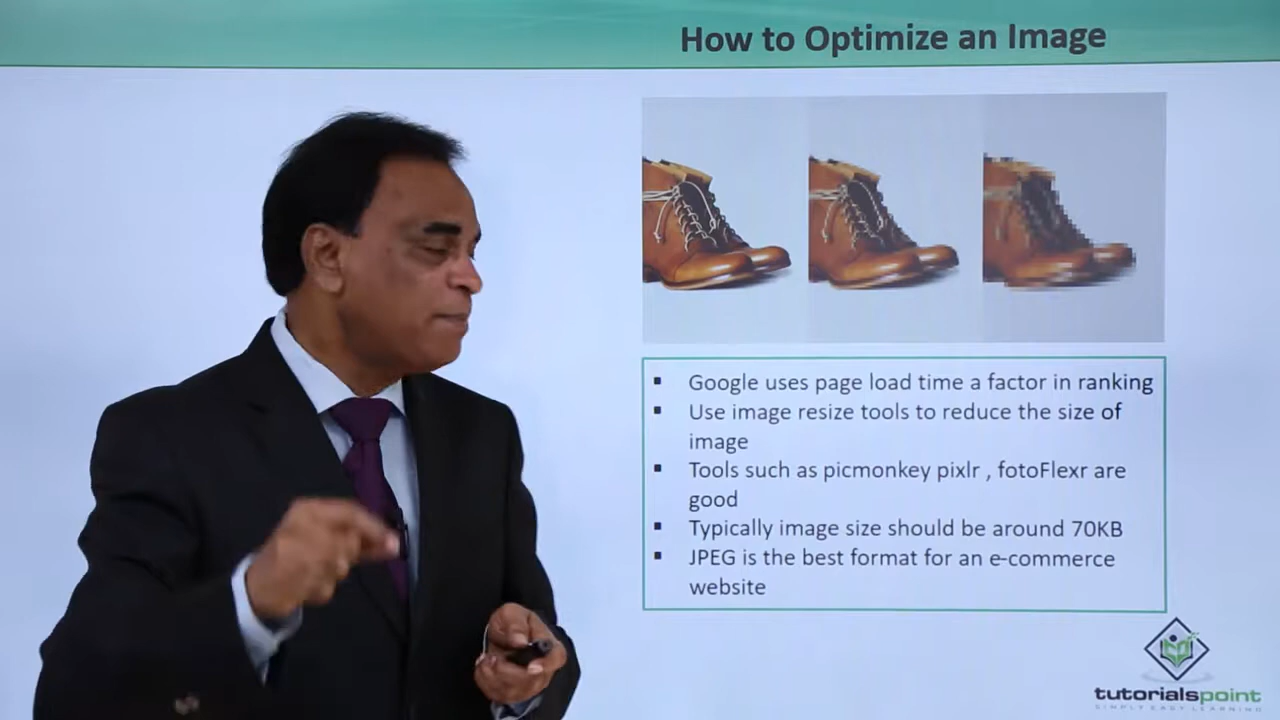 How to Optimize an Image
▪ Google uses page load time a factor in ranking
▪ Use image resize tools to reduce the size of
image
▪ Tools such as picmonkey pixlr , fotoFlexr are
good
▪ Typically image size should be around 70KB
▪ JPEG is the best format for an e-commerce
website
tutorialspoint
SIMPLY EASY LEARNING